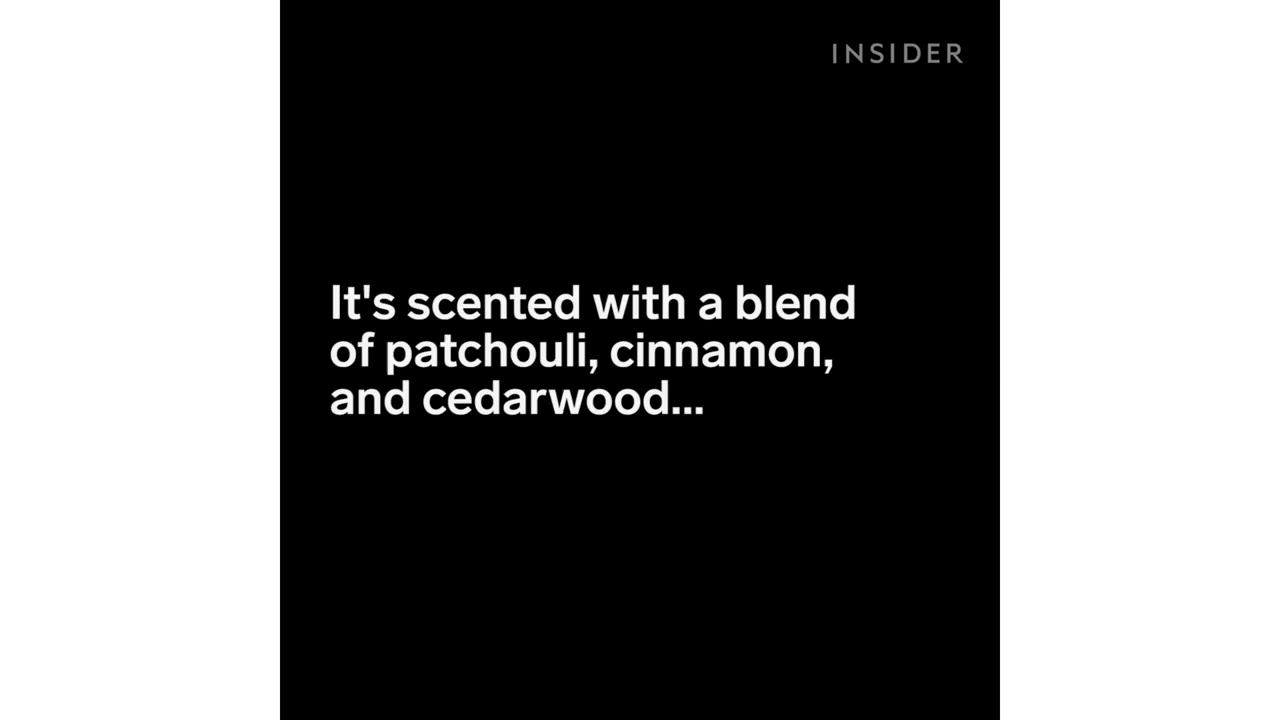 INSIDER
It's scented with a blend
of patchouli, cinnamon,
and cedarwood...